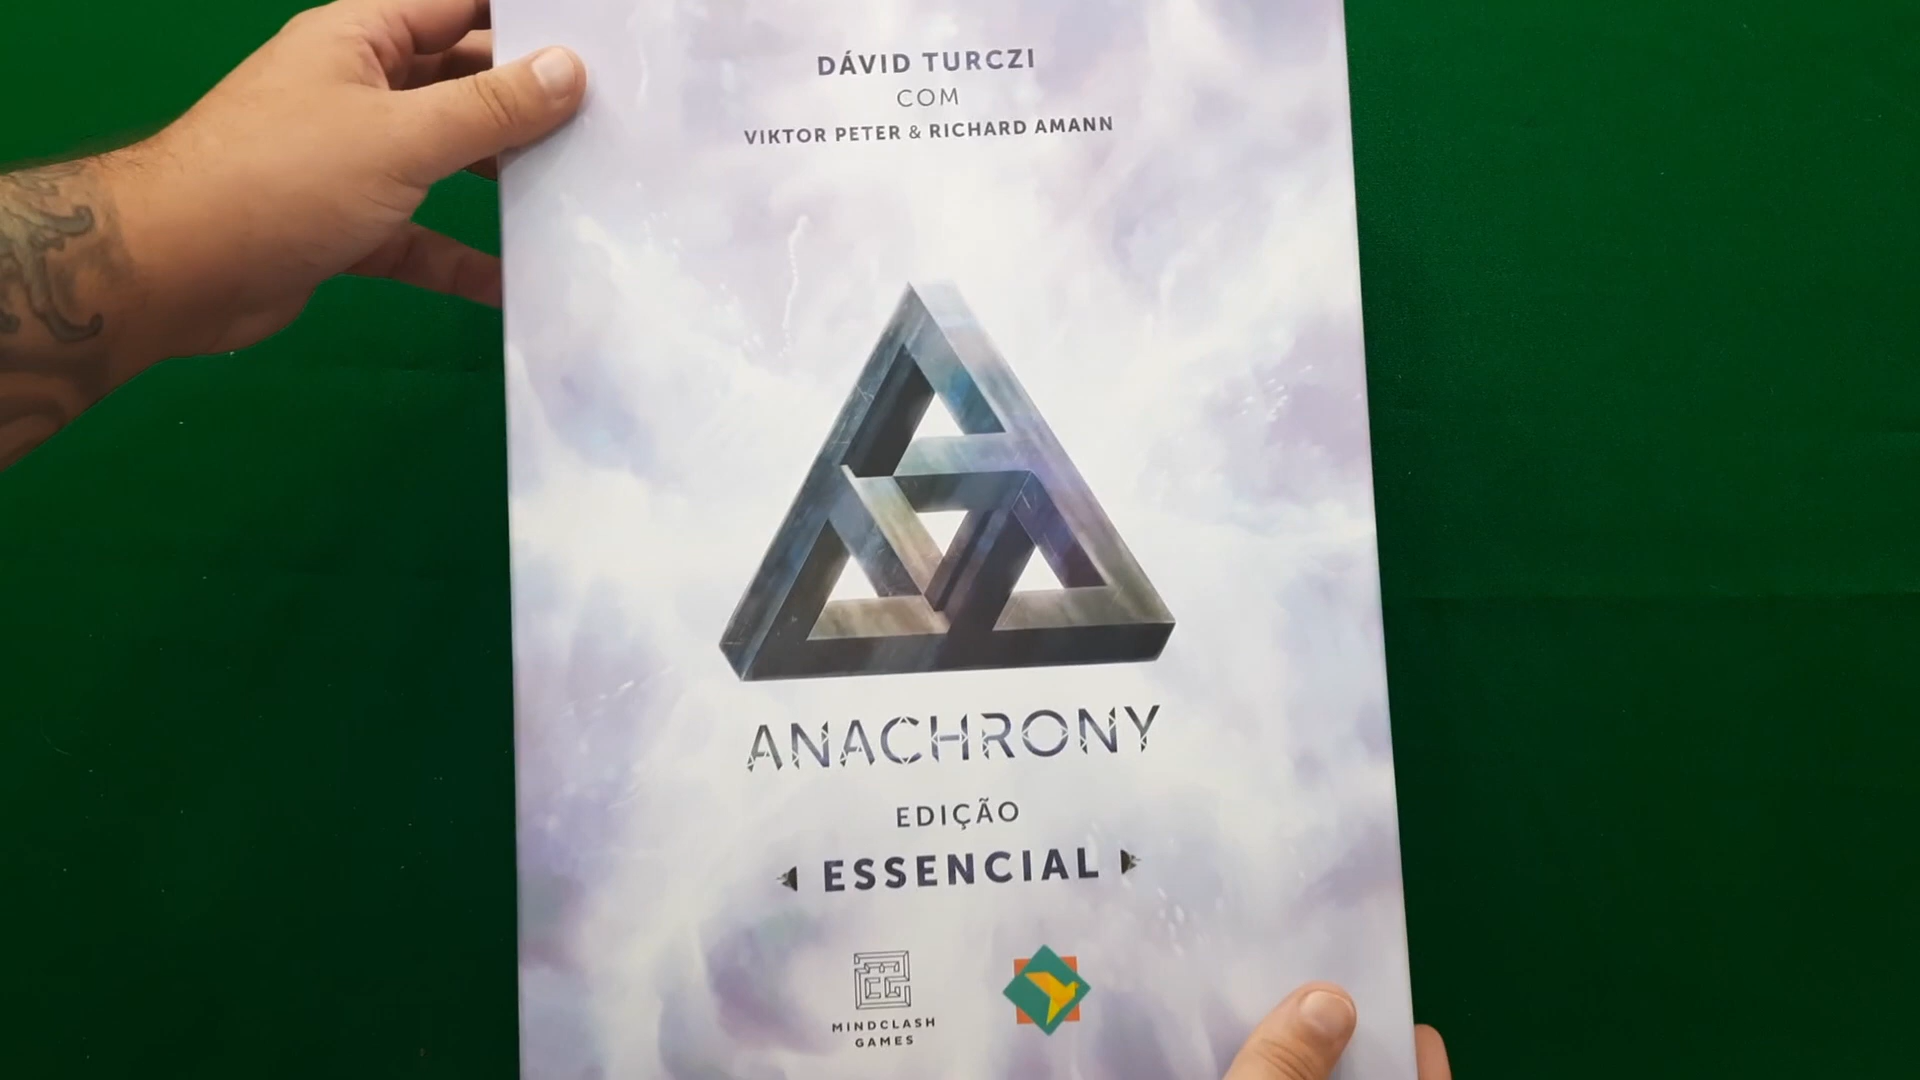 DÁVID TURCZI
COM
VIKTOR PETER & RICHARD AMANN
ANACHRONY
EDIÇÃO
ESSENCIAL
MINDCLASH
GAMES